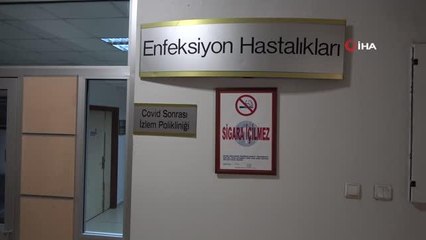 İHA
Enfeksiyon Hastalıkları
Covid Sonrası
İzlem Polikliniği
SİGARA İÇİLMEZ